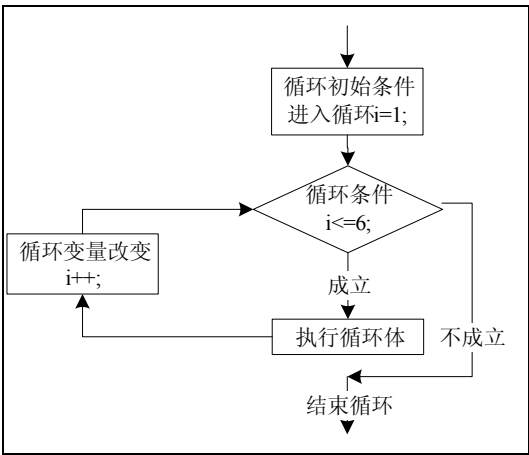 循环初始条件
进入循环i=1;
循环条件
i<=6;
循环变量改变
i++;
成立
执行循环体
不成立
结束循环